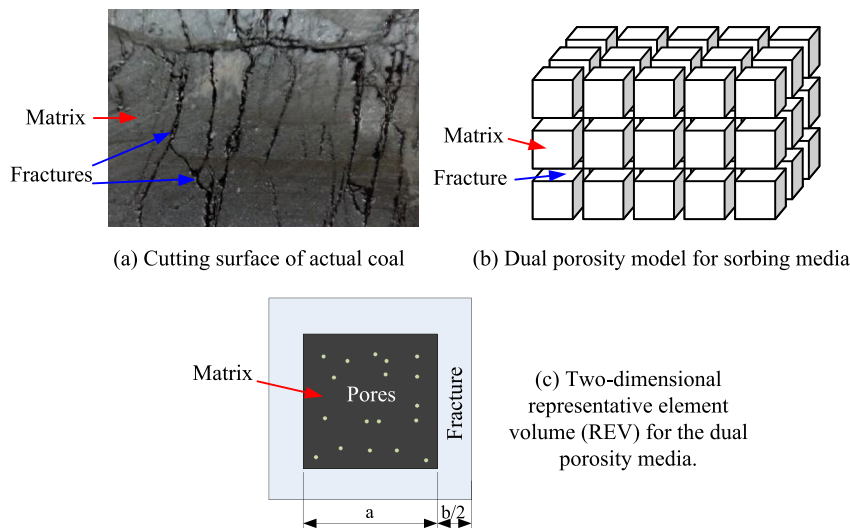 Matrix
Fractures
(a) Cutting surface of actual coal
Matrix
Fracture
(b) Dual porosity model for sorbing media
Matrix
Pores
Fracture
a
b/2
(c) Two-dimensional
representative element
volume (REV) for the dual
porosity media.